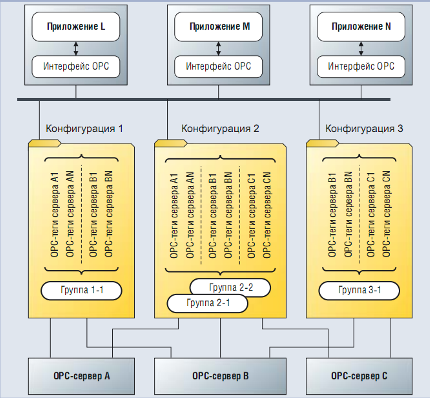 Приложение L
Приложение M
Приложение N
Интерфейс OPC
Интерфейс OPC
Интерфейс OPC
Конфигурация 1
Конфигурация 2
Конфигурация 3
OPC-теги сервера A1
OPC-теги сервера AN
OPC-теги сервера B1
OPC-теги сервера BN
OPC-теги сервера A1
OPC-теги сервера AN
OPC-теги сервера B1
OPC-теги сервера BN
OPC-теги сервера C1
OPC-теги сервера CN
OPC-теги сервера B1
OPC-теги сервера BN
OPC-теги сервера C1
OPC-теги сервера CN
Группа 1-1
Группа 2-2
Группа 2-1
Группа 3-1
OPC-сервер A
OPC-сервер B
OPC-сервер C